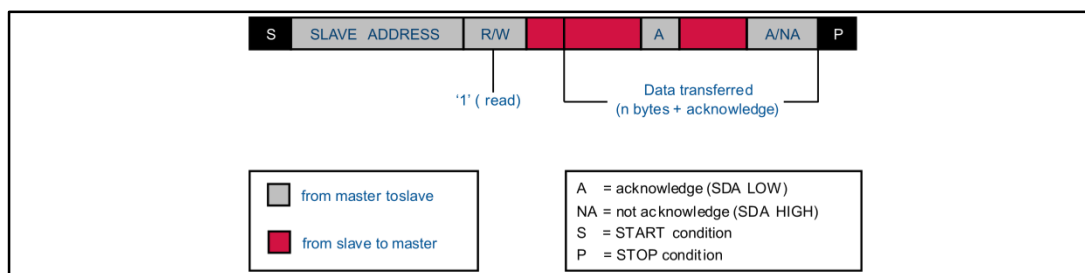 S SLAVE ADDRESS R/W A A/NA P
‘1’ ( read)
Data transferred
(n bytes + acknowledge)
from master toslave
from slave to master
A = acknowledge (SDA LOW)
NA = not acknowledge (SDA HIGH)
S = START condition
P = STOP condition